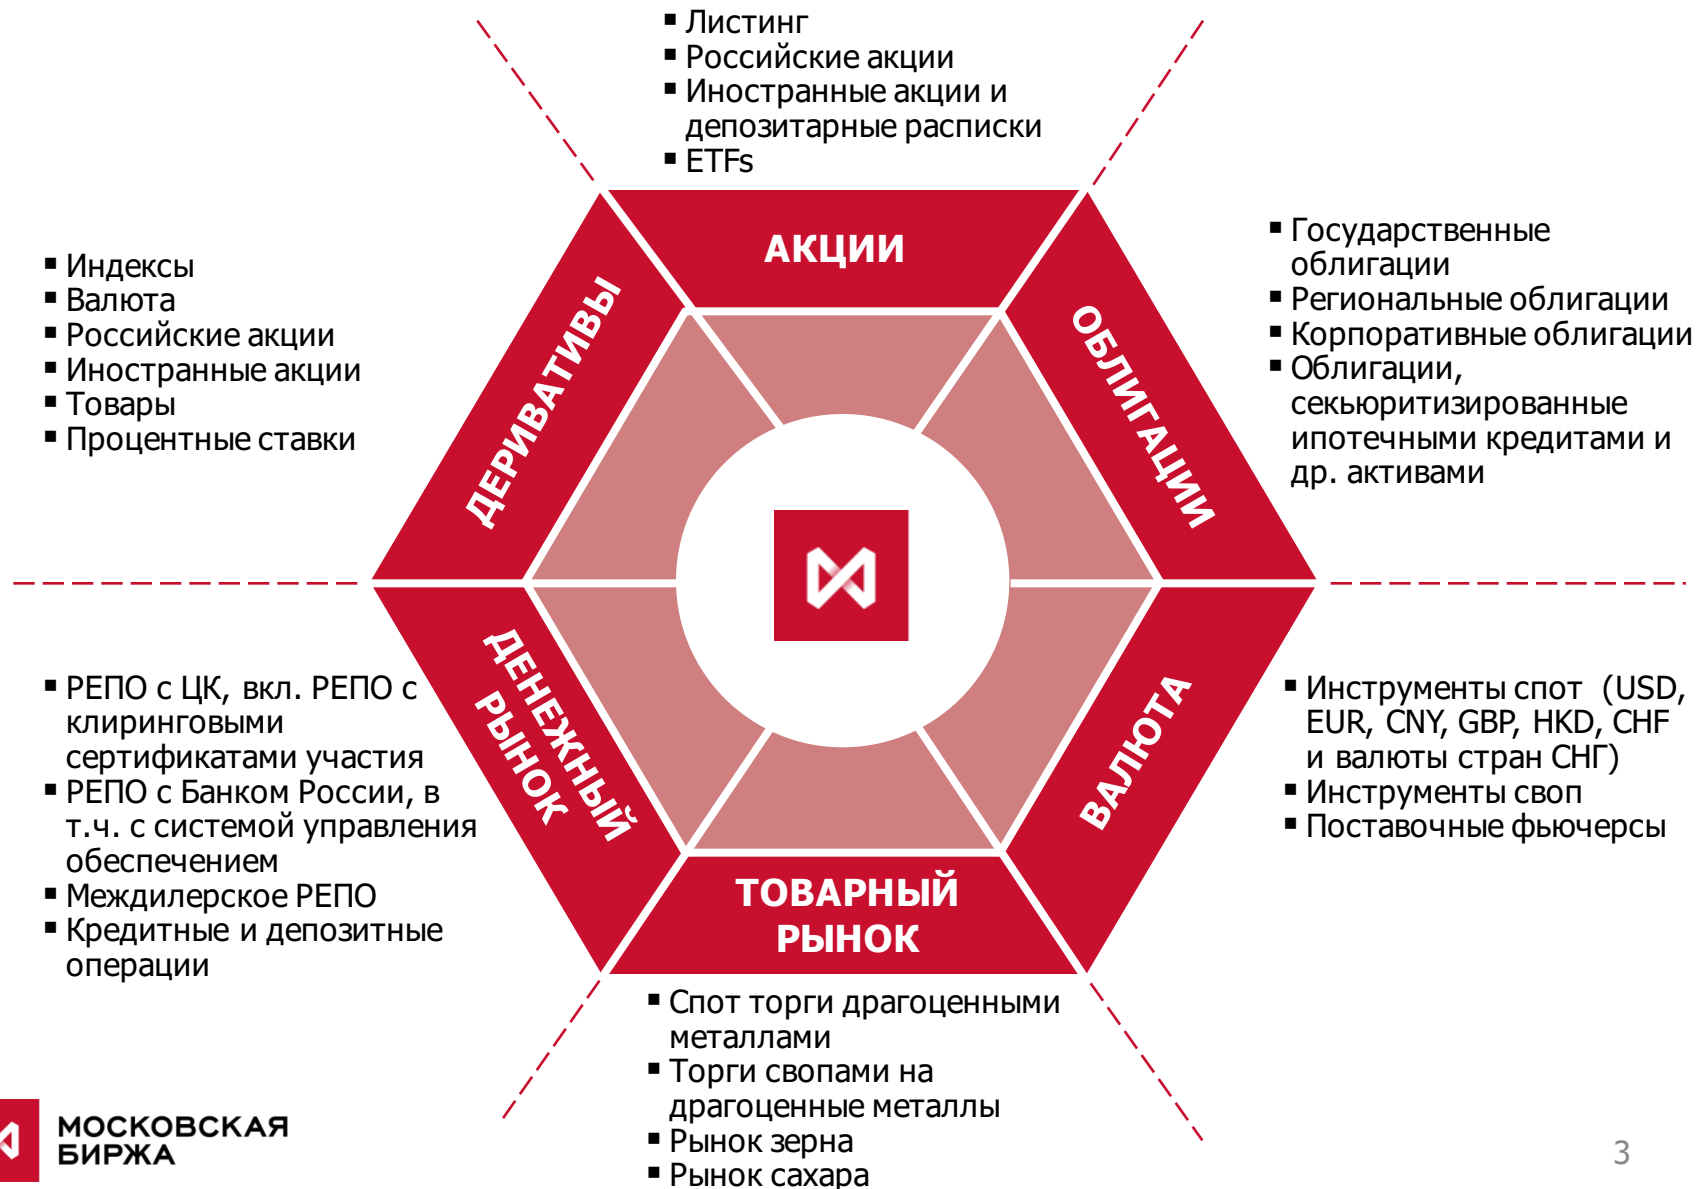 ▪ Листинг
▪ Российские акции
▪ Иностранные акции и
депозитарные расписки
▪ ETFs
АКЦИИ
▪ Государственные
облигации
▪ Региональные облигации
▪ Корпоративные облигации
▪ Облигации,
секьюритизированные
ипотечными кредитами и
др. активами
ОБЛИГАЦИИ
▪ Индексы
▪ Валюта
▪ Российские акции
▪ Иностранные акции
▪ Товары
▪ Процентные ставки
ДЕРИВАТИВЫ
▪ РЕПО с ЦК, вкл. РЕПО с
клиринговыми
сертификатами участия
▪ РЕПО с Банком России, в
т.ч. с системой управления
обеспечением
▪ Междилерское РЕПО
▪ Кредитные и депозитные
операции
ДЕНЕЖНЫЙ
РЫНОК
▪ Инструменты спот (USD,
EUR, CNY, GBP, HKD, CHF
и валюты стран СНГ)
▪ Инструменты своп
▪ Поставочные фьючерсы
ВАЛЮТА
ТОВАРНЫЙ
РЫНОК
▪ Спот торги драгоценными
металлами
▪ Торги свопами на
драгоценные металлы
▪ Рынок зерна
▪ Рынок сахара
МОСКОВСКАЯ
БИРЖА
3